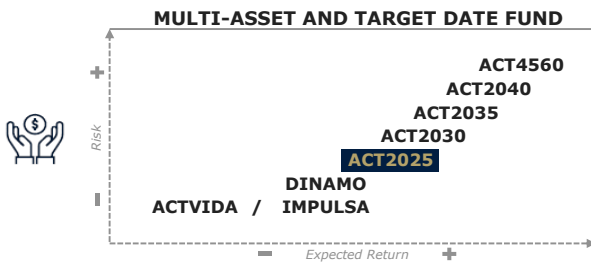 MULTI-ASSET AND TARGET DATE FUND
ACT4560
ACT2040
ACT2035
ACT2030
ACT2025
DINAMO
ACTVIDA / IMPULSA
Risk
Expected Return
$